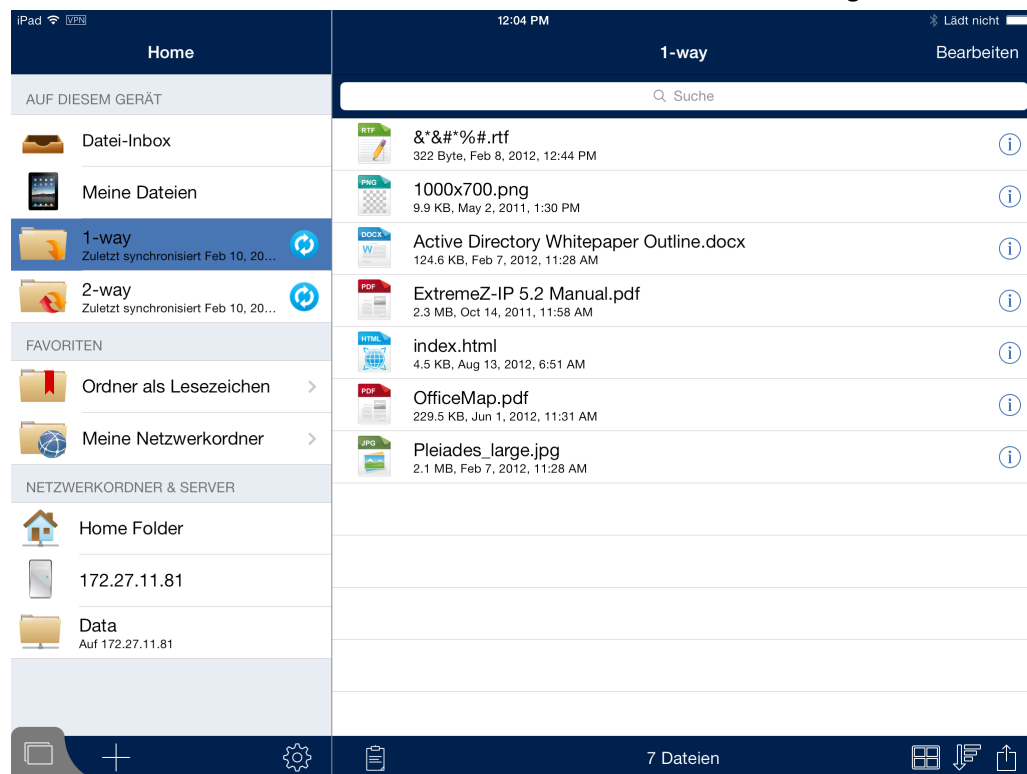 iPad VPN
12:04 PM
Lädt nicht
Home
1-way
Bearbeiten
AUF DIESEM GERÄT
Datei-Inbox
Meine Dateien
1-way
Zuletzt synchronisiert Feb 10, 20...
2-way
Zuletzt synchronisiert Feb 10, 20...
FAVORITEN
Ordner als Lesezeichen
Meine Netzwerkordner
NETZWERKORDNER & SERVER
Home Folder
172.27.11.81
Data
Auf 172.27.11.81
Suche
RTF
&*&#*%#.rtf
322 Byte, Feb 8, 2012, 12:44 PM
PNG
1000x700.png
9.9 KB, May 2, 2011, 1:30 PM
DOCX
W
Active Directory Whitepaper Outline.docx
124.6 KB, Feb 7, 2012, 11:28 AM
PDF
ExtremeZ-IP 5.2 Manual.pdf
2.3 MB, Oct 14, 2011, 11:58 AM
HTML
index.html
4.5 KB, Aug 13, 2012, 6:51 AM
PDF
OfficeMap.pdf
229.5 KB, Jun 1, 2012, 11:31 AM
JPG
Pleiades_large.jpg
2.1 MB, Feb 7, 2012, 11:28 AM
7 Dateien